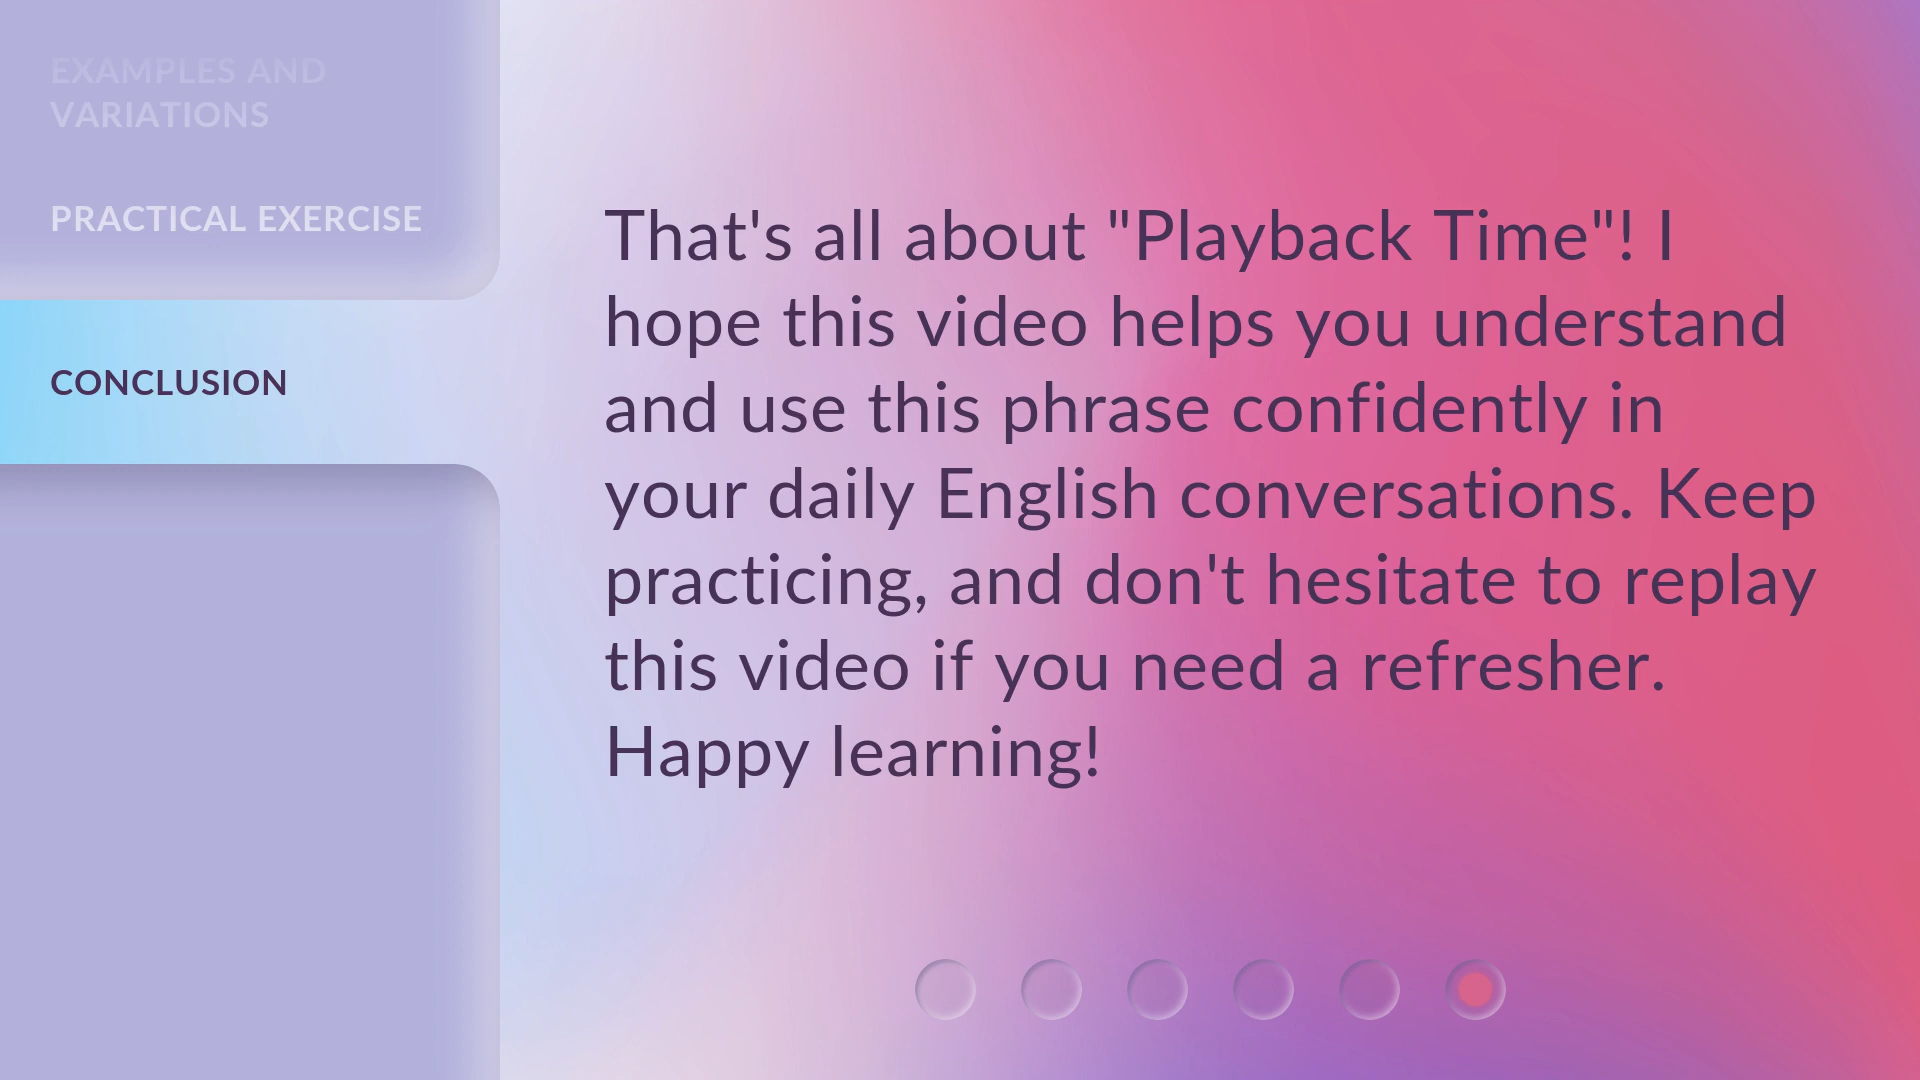 EXAMPLES AND
VARIATIONS
PRACTICAL EXERCISE
CONCLUSION
That's all about "Playback Time"! I
hope this video helps you understand
and use this phrase confidently in
your daily English conversations. Keep
practicing, and don't hesitate to replay
this video if you need a refresher.
Happy learning!